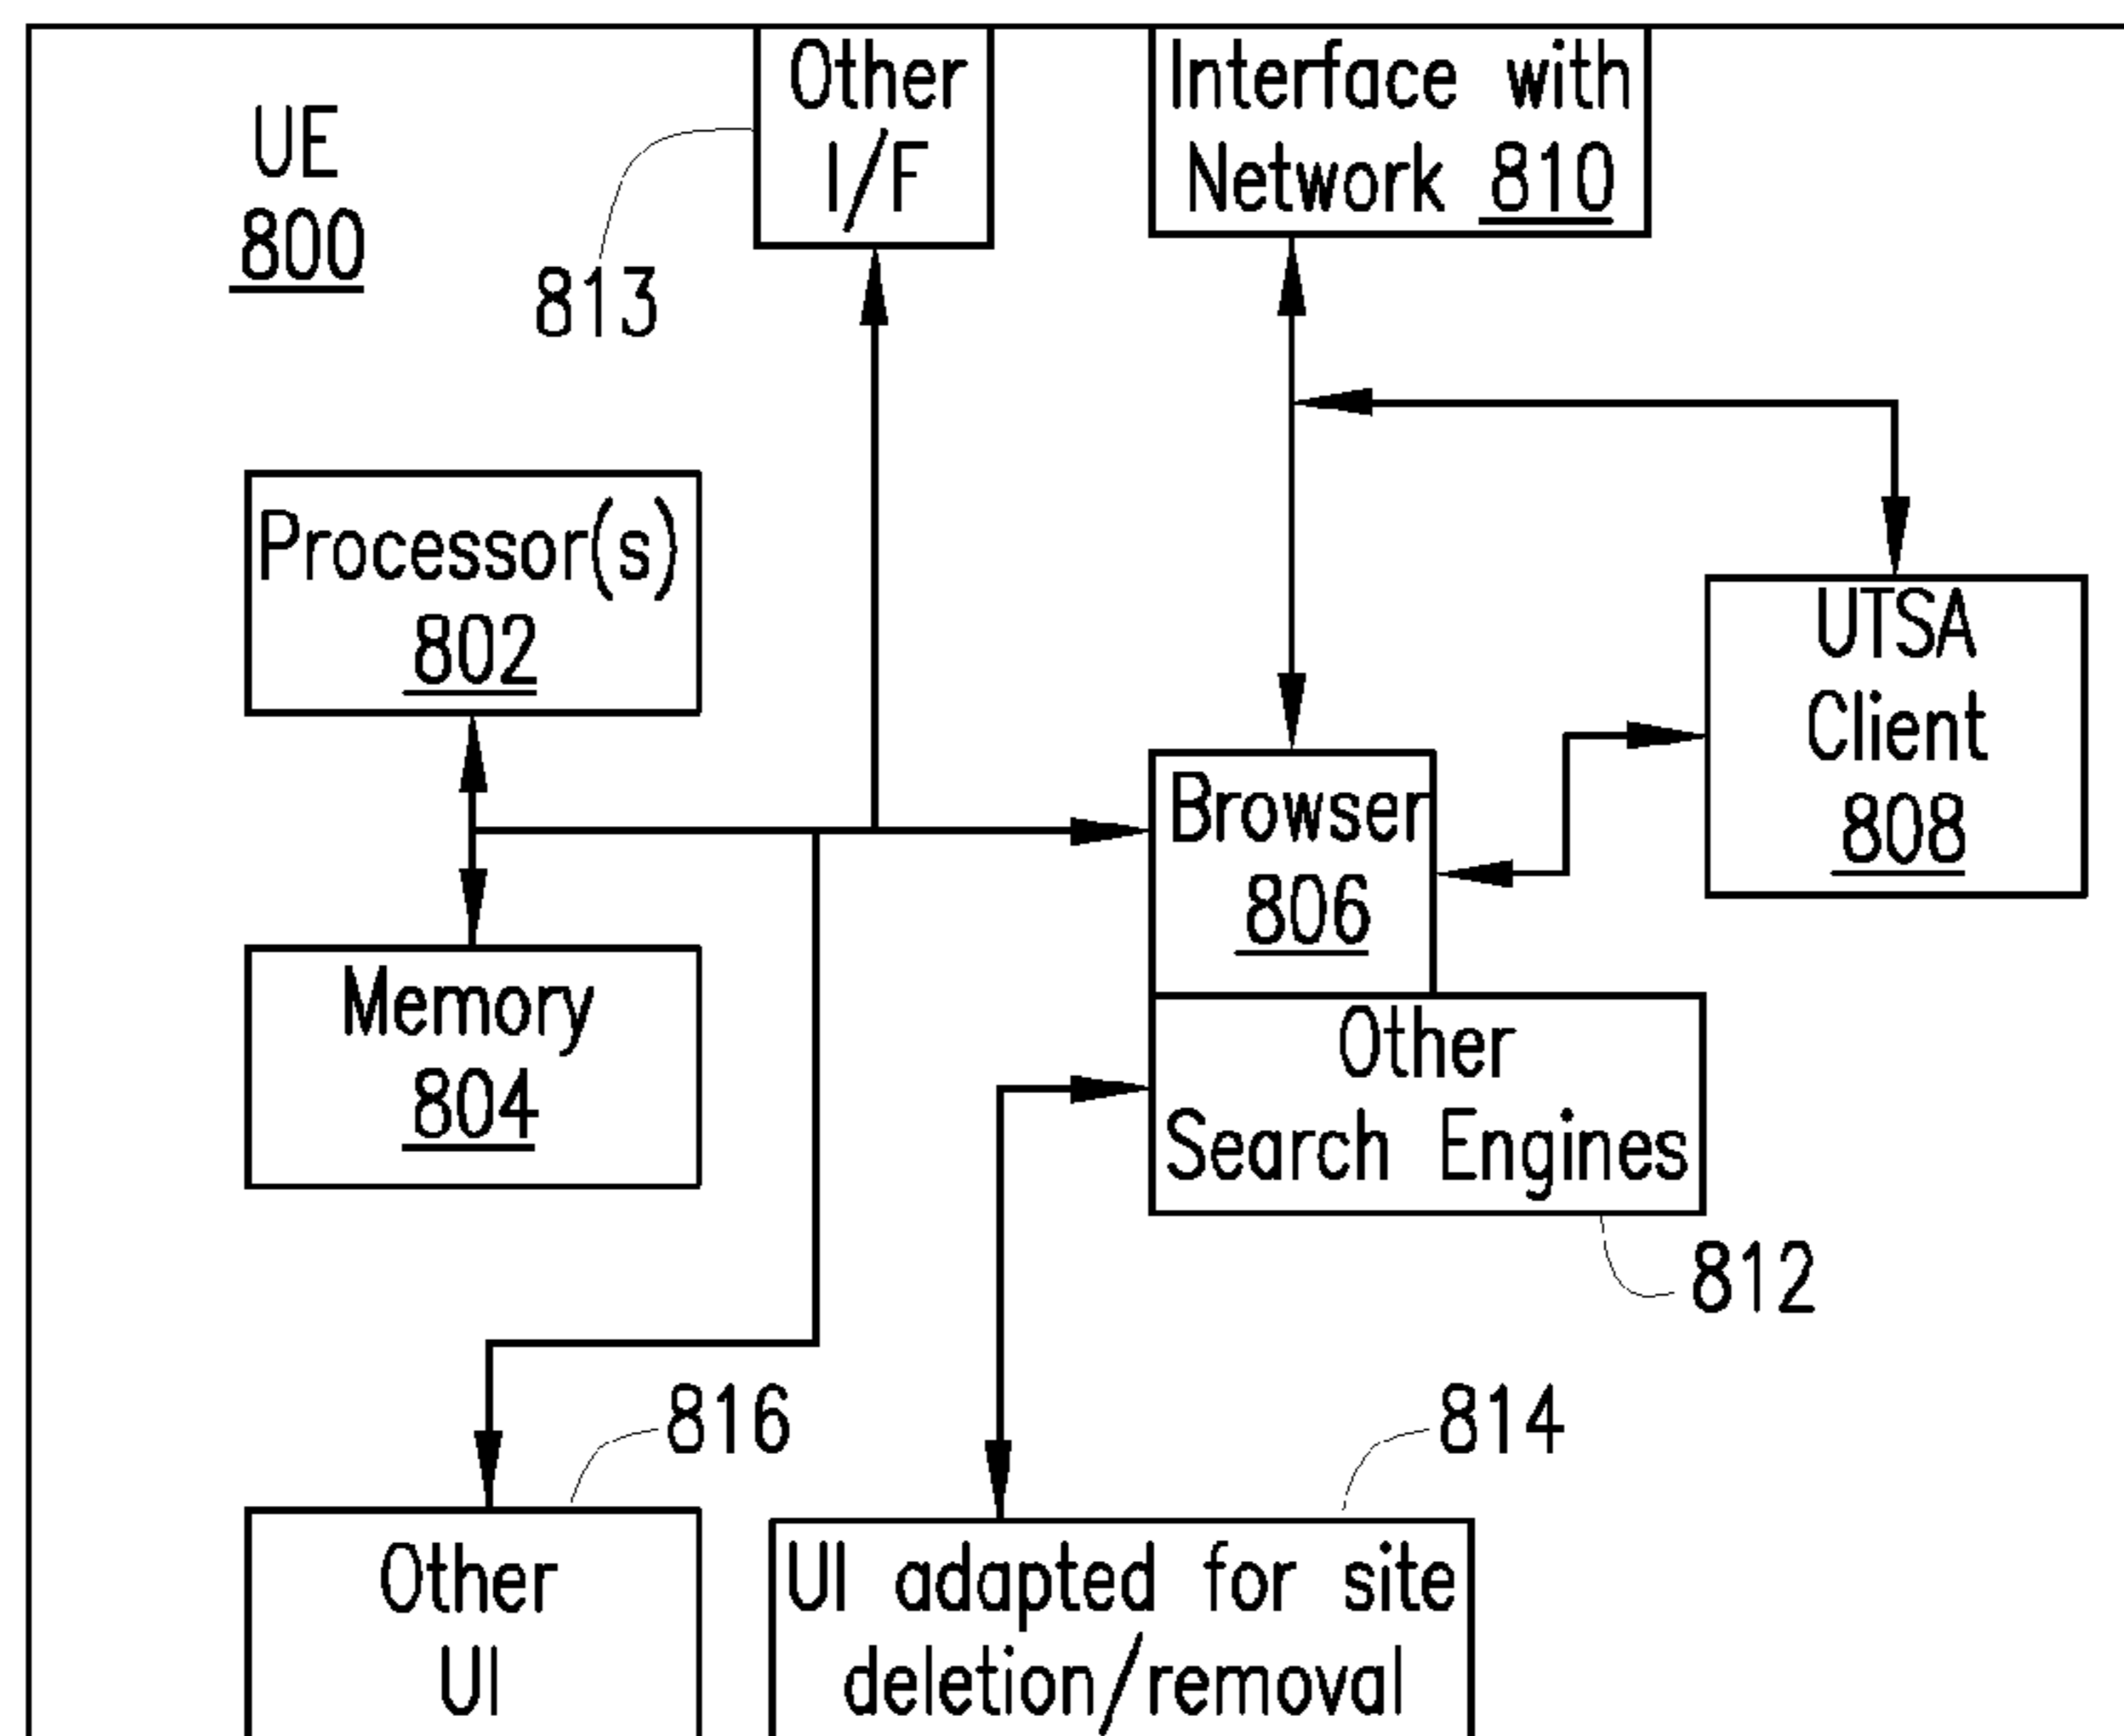 UE
800
Other
I/F
813
Interface with
Network 810
Processor(s)
802
UTSA
Client
808
Browser
806
Memory
804
Other
Search Engines
812
816
814
Other
UI
UI adapted for site
deletion/removal